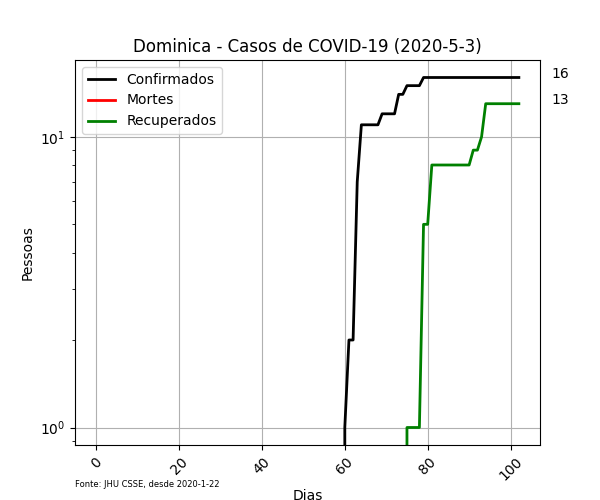 Dominica - Casos de COVID-19 (2020-5-3)
Confirmados
Mortes
Recuperados
16
13
10¹
10⁰
Pessoas
0
20
40
60
80
100
Fonte: JHU CSSE, desde 2020-1-22
Dias